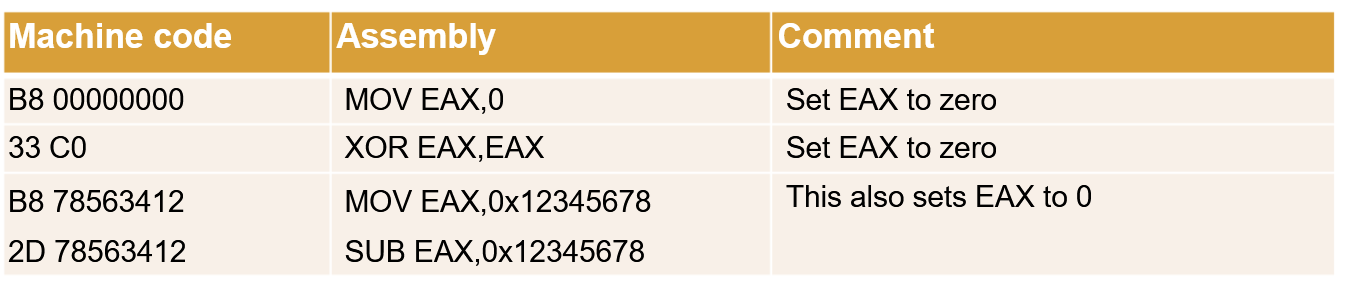 Machine code Assembly Comment
B8 00000000 MOV EAX,0 Set EAX to zero
33 C0 XOR EAX,EAX Set EAX to zero
B8 78563412 MOV EAX,0x12345678 This also sets EAX to 0
2D 78563412 SUB EAX,0x12345678